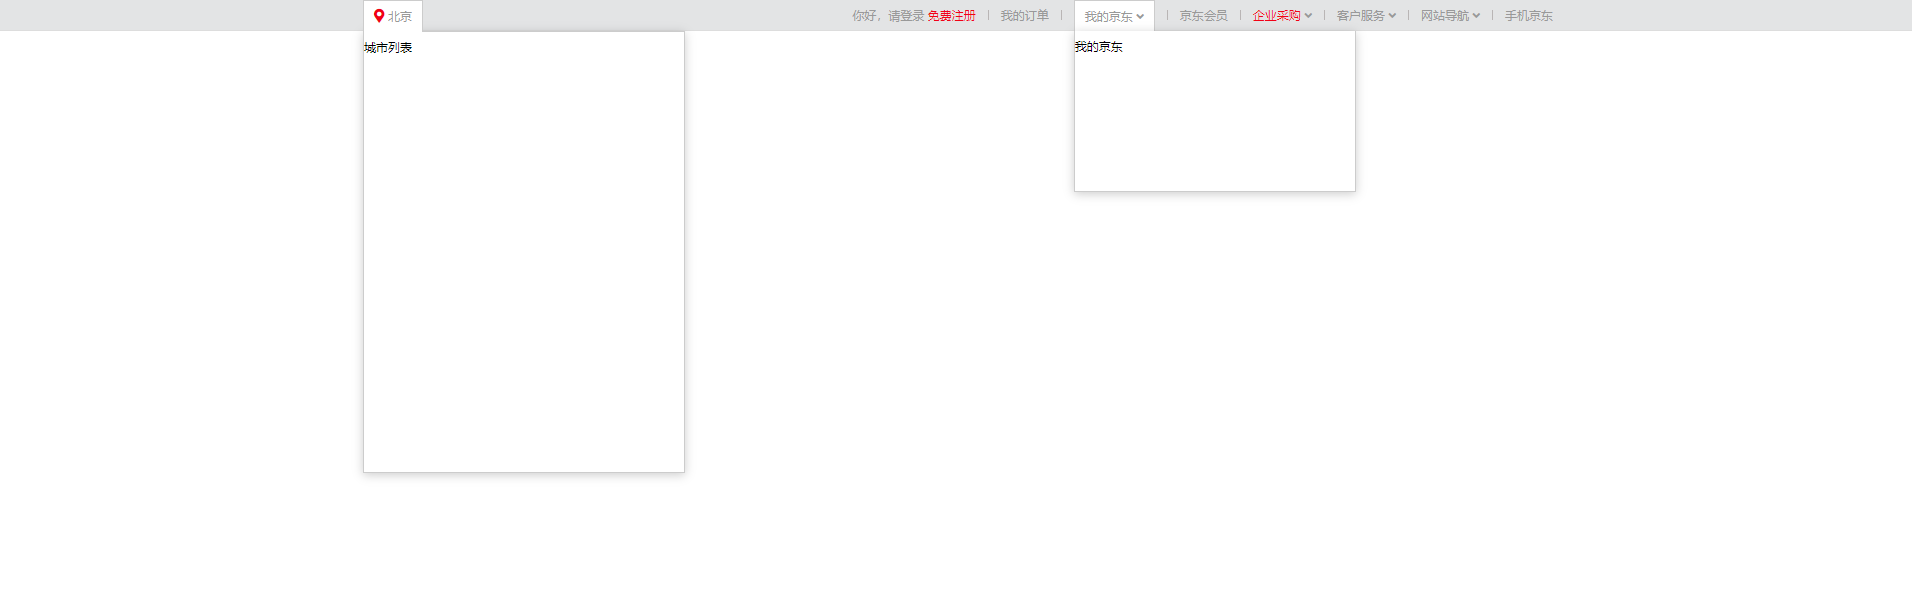 北京
你好，请登录 免费注册 我的订单 我的京东 京东会员 企业采购 客户服务 网站导航 手机京东
城市列表
我的京东